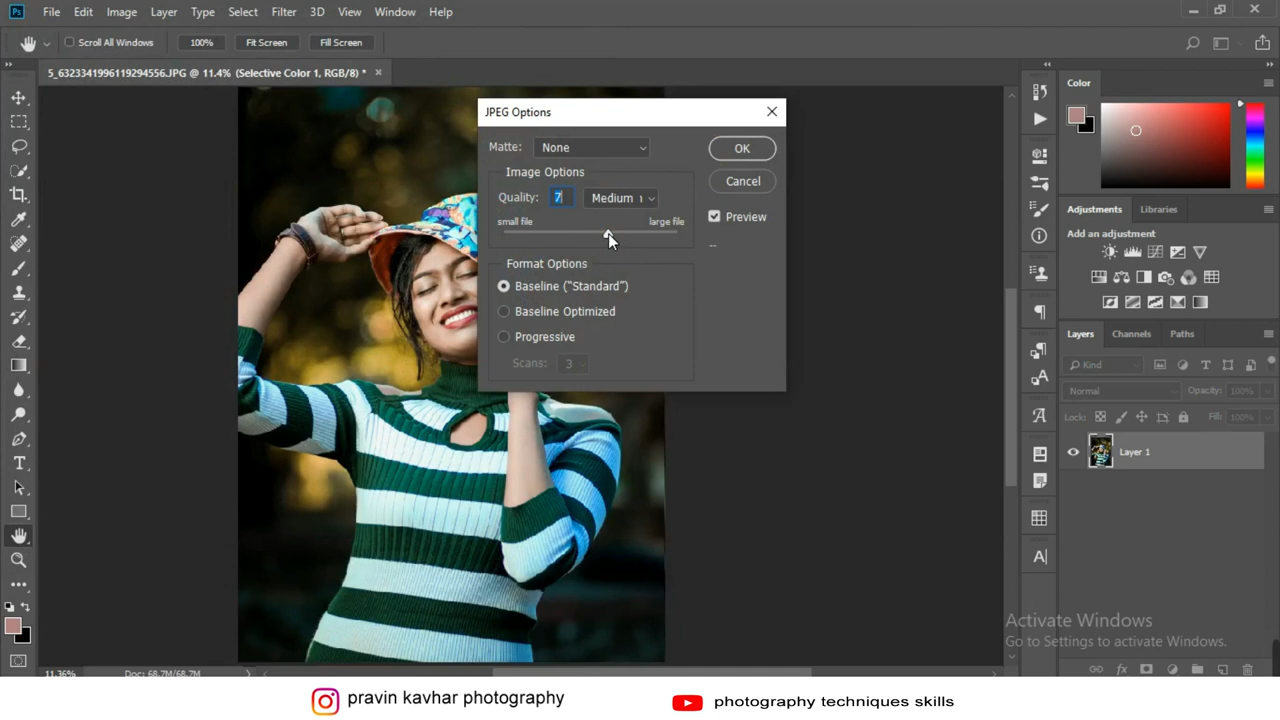 Ps File Edit Image Layer Type Select Filter 3D View Window Help
Scroll All Windows 100% Fit Screen Fill Screen
5_6323341996119294556.JPG @ 11.4% (Selective Color 1, RGB/8) * ×
JPEG Options
Matte: None
OK
Image Options
Cancel
Quality: 7 Medium
Preview
small file large file
--
Format Options
Baseline ("Standard")
Baseline Optimized
Progressive
Scans: 3
Color
Adjustments Libraries
Add an adjustment
Layers Channels Paths
Kind
Normal Opacity: 100%
Lock: Fill: 100%
Layer 1
Activate Windows
Go to Settings to activate Windows.
11.36% Doc: 68.7M/68.7M
pravin kavhar photography
photography techniques skills